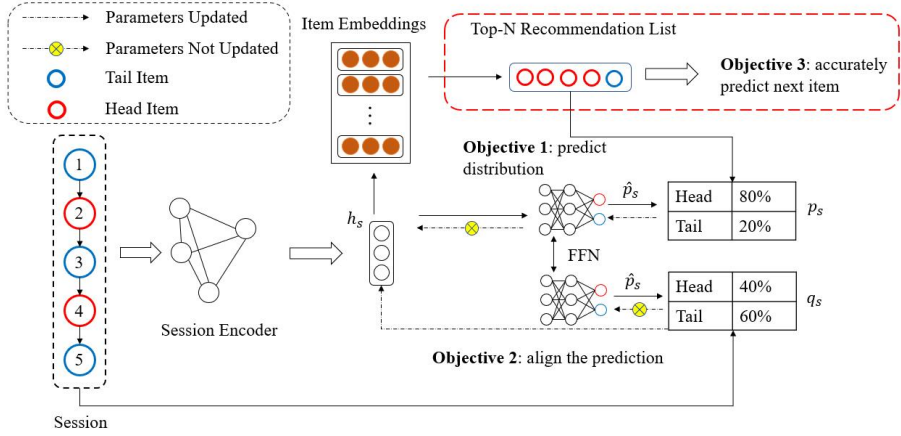 Parameters Updated
Parameters Not Updated
Tail Item
Head Item
Item Embeddings
Top-N Recommendation List
Objective 3: accurately
predict next item
Objective 1: predict
distribution
1
2
3
4
5
Session
Session Encoder
h_s
p̂_s
Head 80%
Tail 20%
p_s
FFN
p̂_s
Head 40%
Tail 60%
q_s
Objective 2: align the prediction